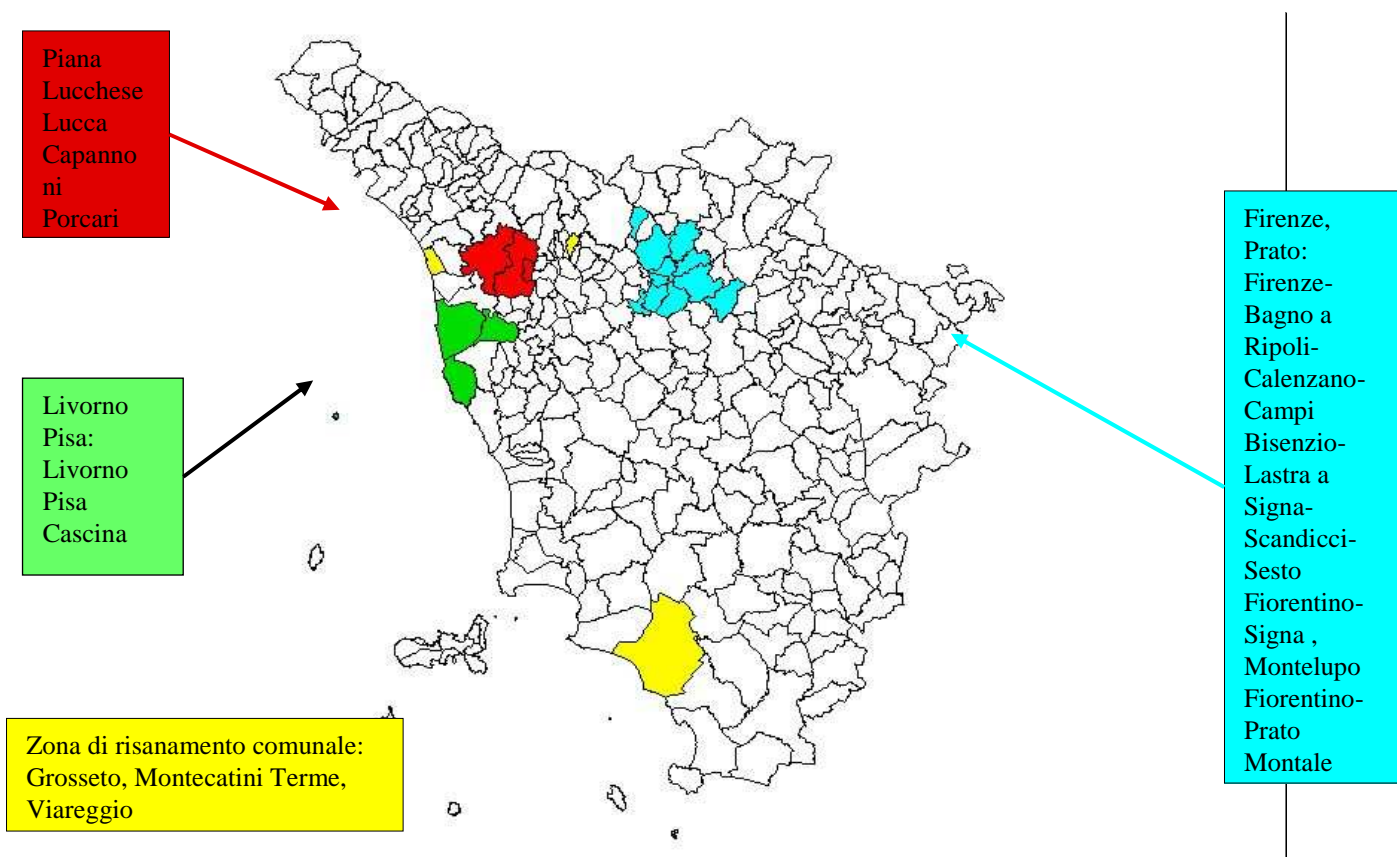 Piana
Lucchese
Lucca
Capanno
ni
Porcari
Livorno
Pisa:
Livorno
Pisa
Cascina
Zona di risanamento comunale:
Grosseto, Montecatini Terme,
Viareggio
Firenze,
Prato:
Firenze-
Bagno a
Ripoli-
Calenzano-
Campi
Bisenzio-
Lastra a
Signa-
Scandicci-
Sesto
Fiorentino-
Signa ,
Montelupo
Fiorentino-
Prato
Montale